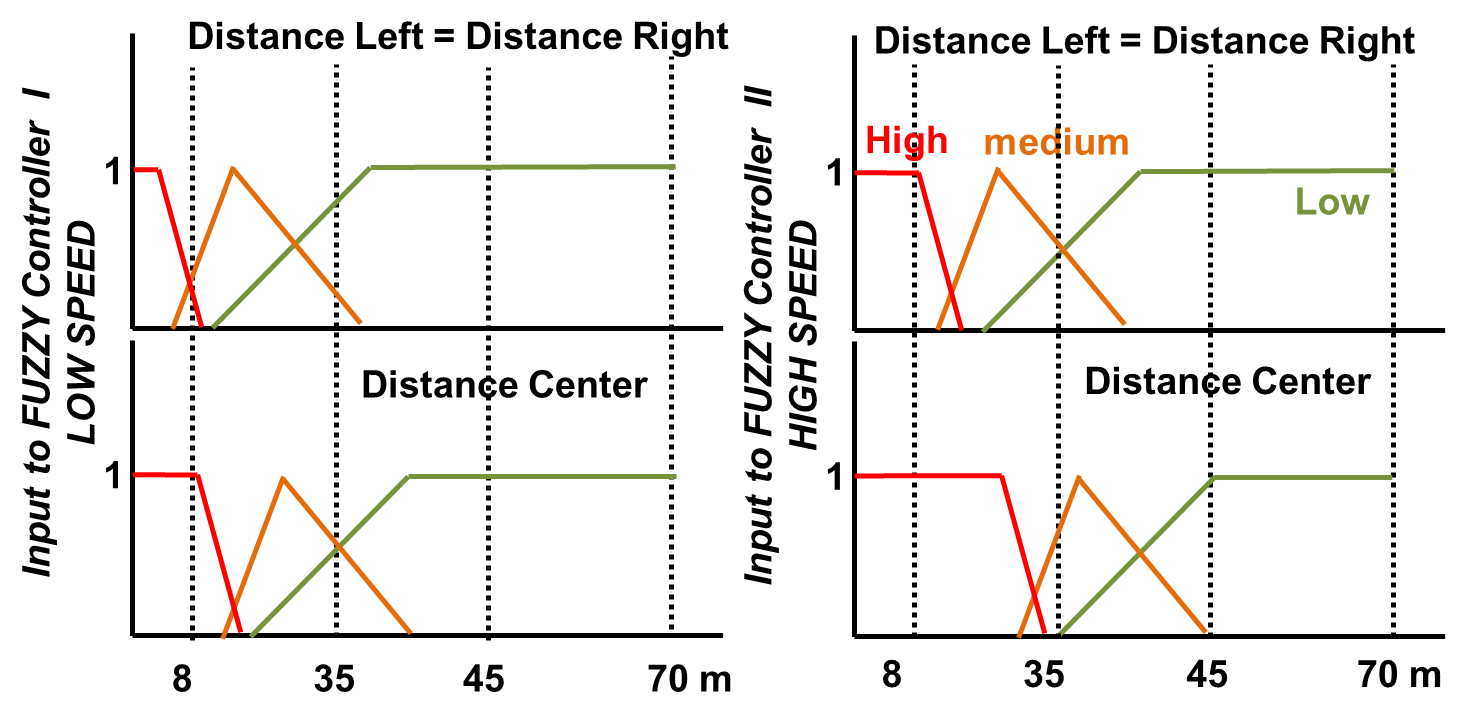 Distance Left = Distance Right
Input to FUZZY Controller I
LOW SPEED
1
Distance Center
1
8 35 45 70 m
Distance Left = Distance Right
Input to FUZZY Controller II
HIGH SPEED
High medium
1
Low
Distance Center
1
8 35 45 70 m